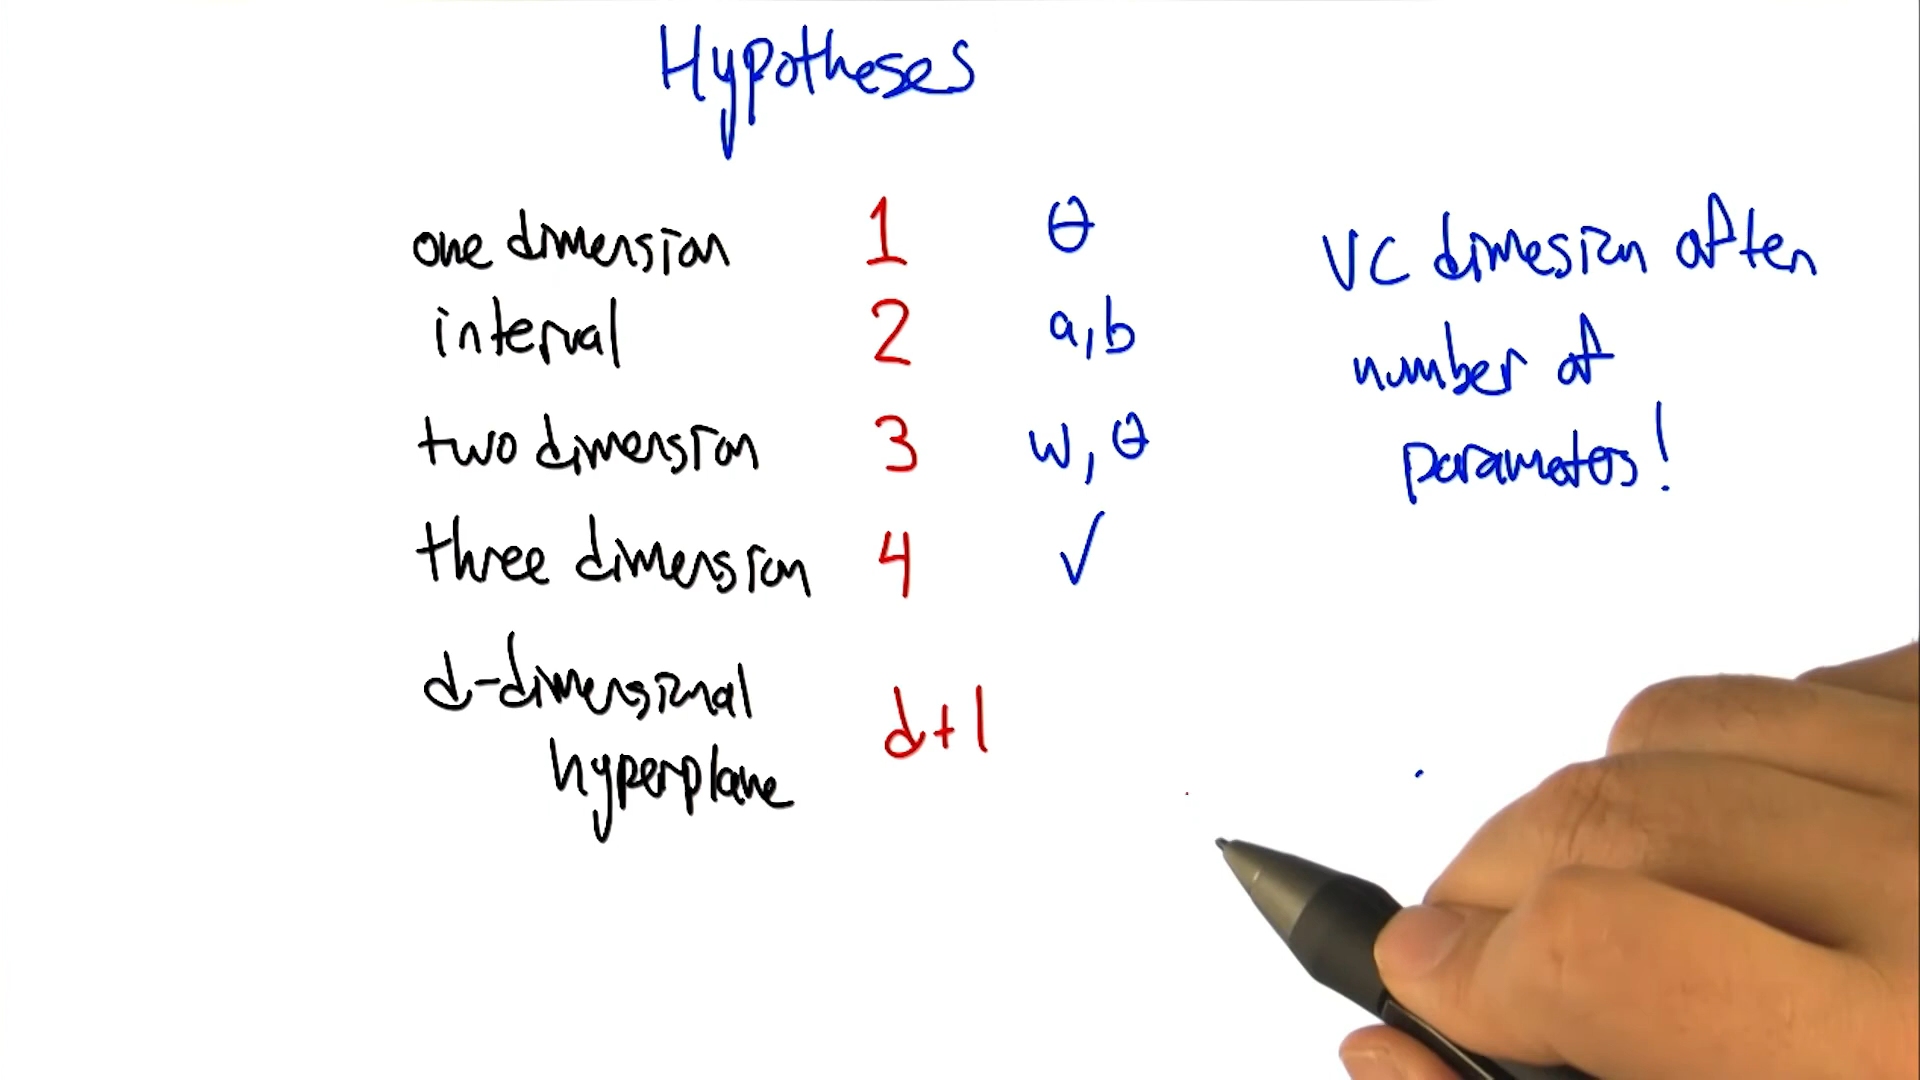 Hypotheses
one dimension 1 θ
interval 2 a,b
two dimension 3 w, θ
three dimension 4 ✓
d-dimensional
hyperplane d+1
VC dimesion often
number of
parameters!